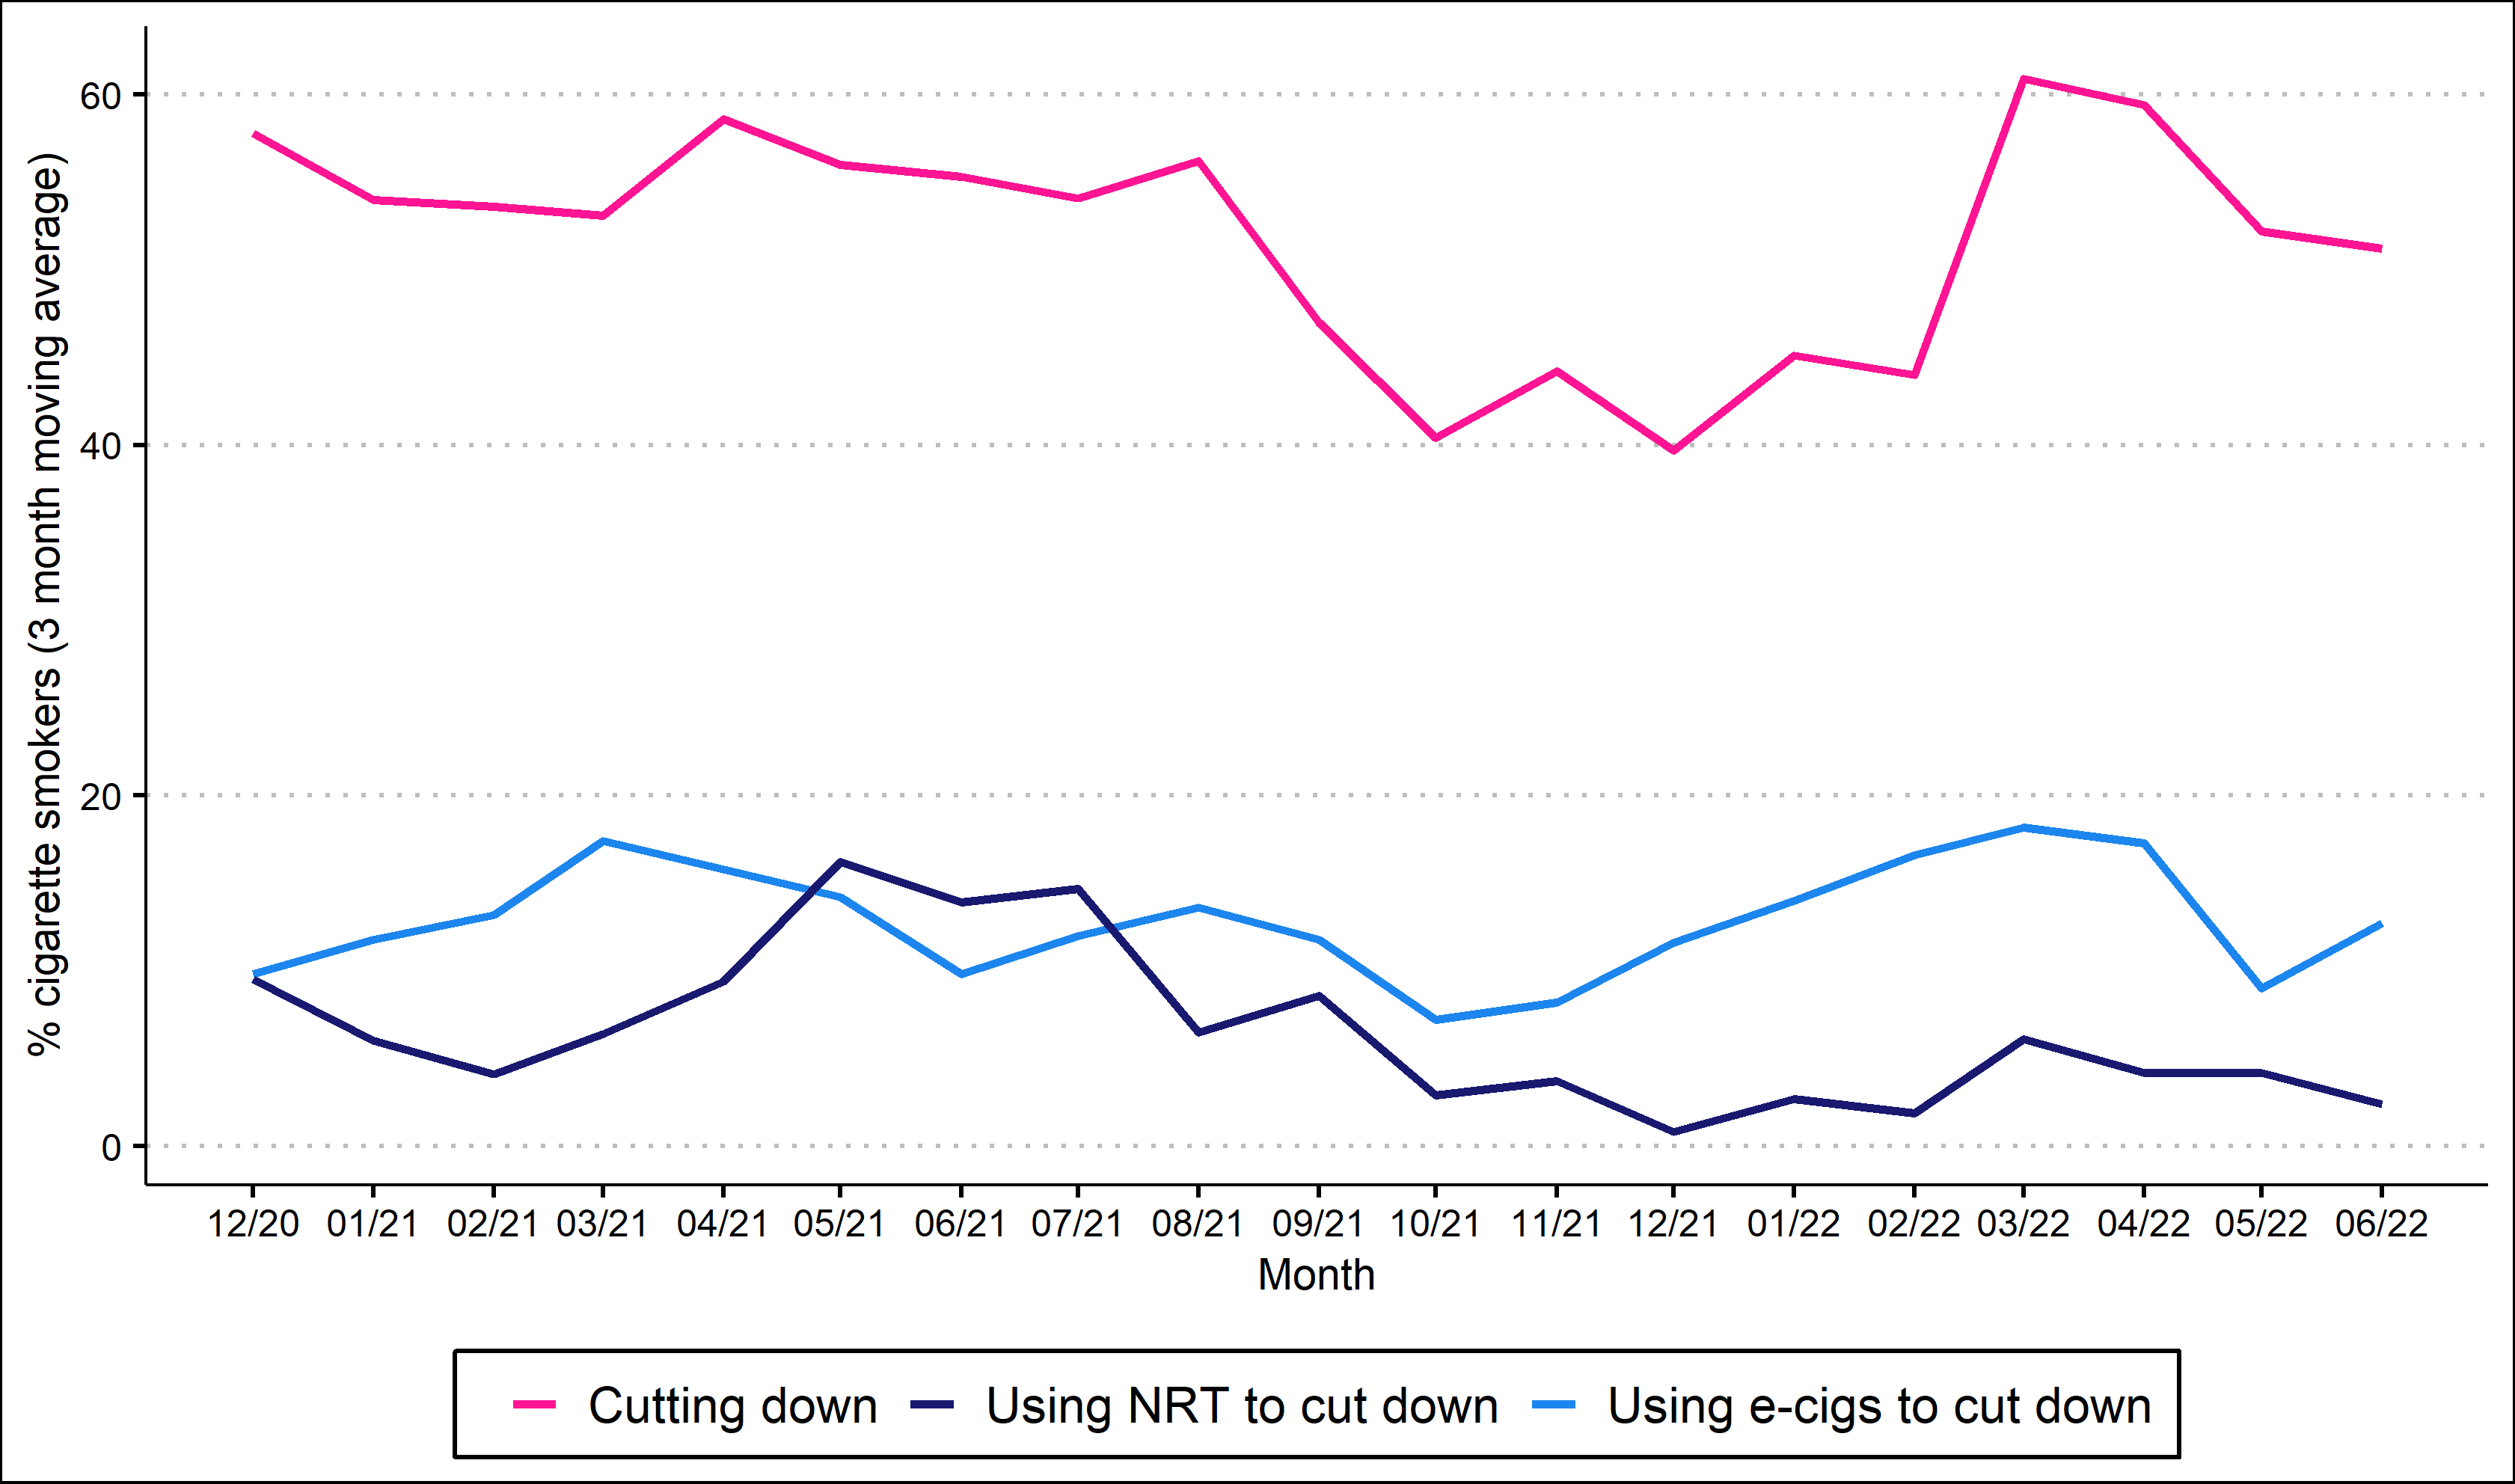 % cigarette smokers (3 month moving average)
60
40
20
0
12/20 01/21 02/21 03/21 04/21 05/21 06/21 07/21 08/21 09/21 10/21 11/21 12/21 01/22 02/22 03/22 04/22 05/22 06/22
Month
Cutting down Using NRT to cut down Using e-cigs to cut down